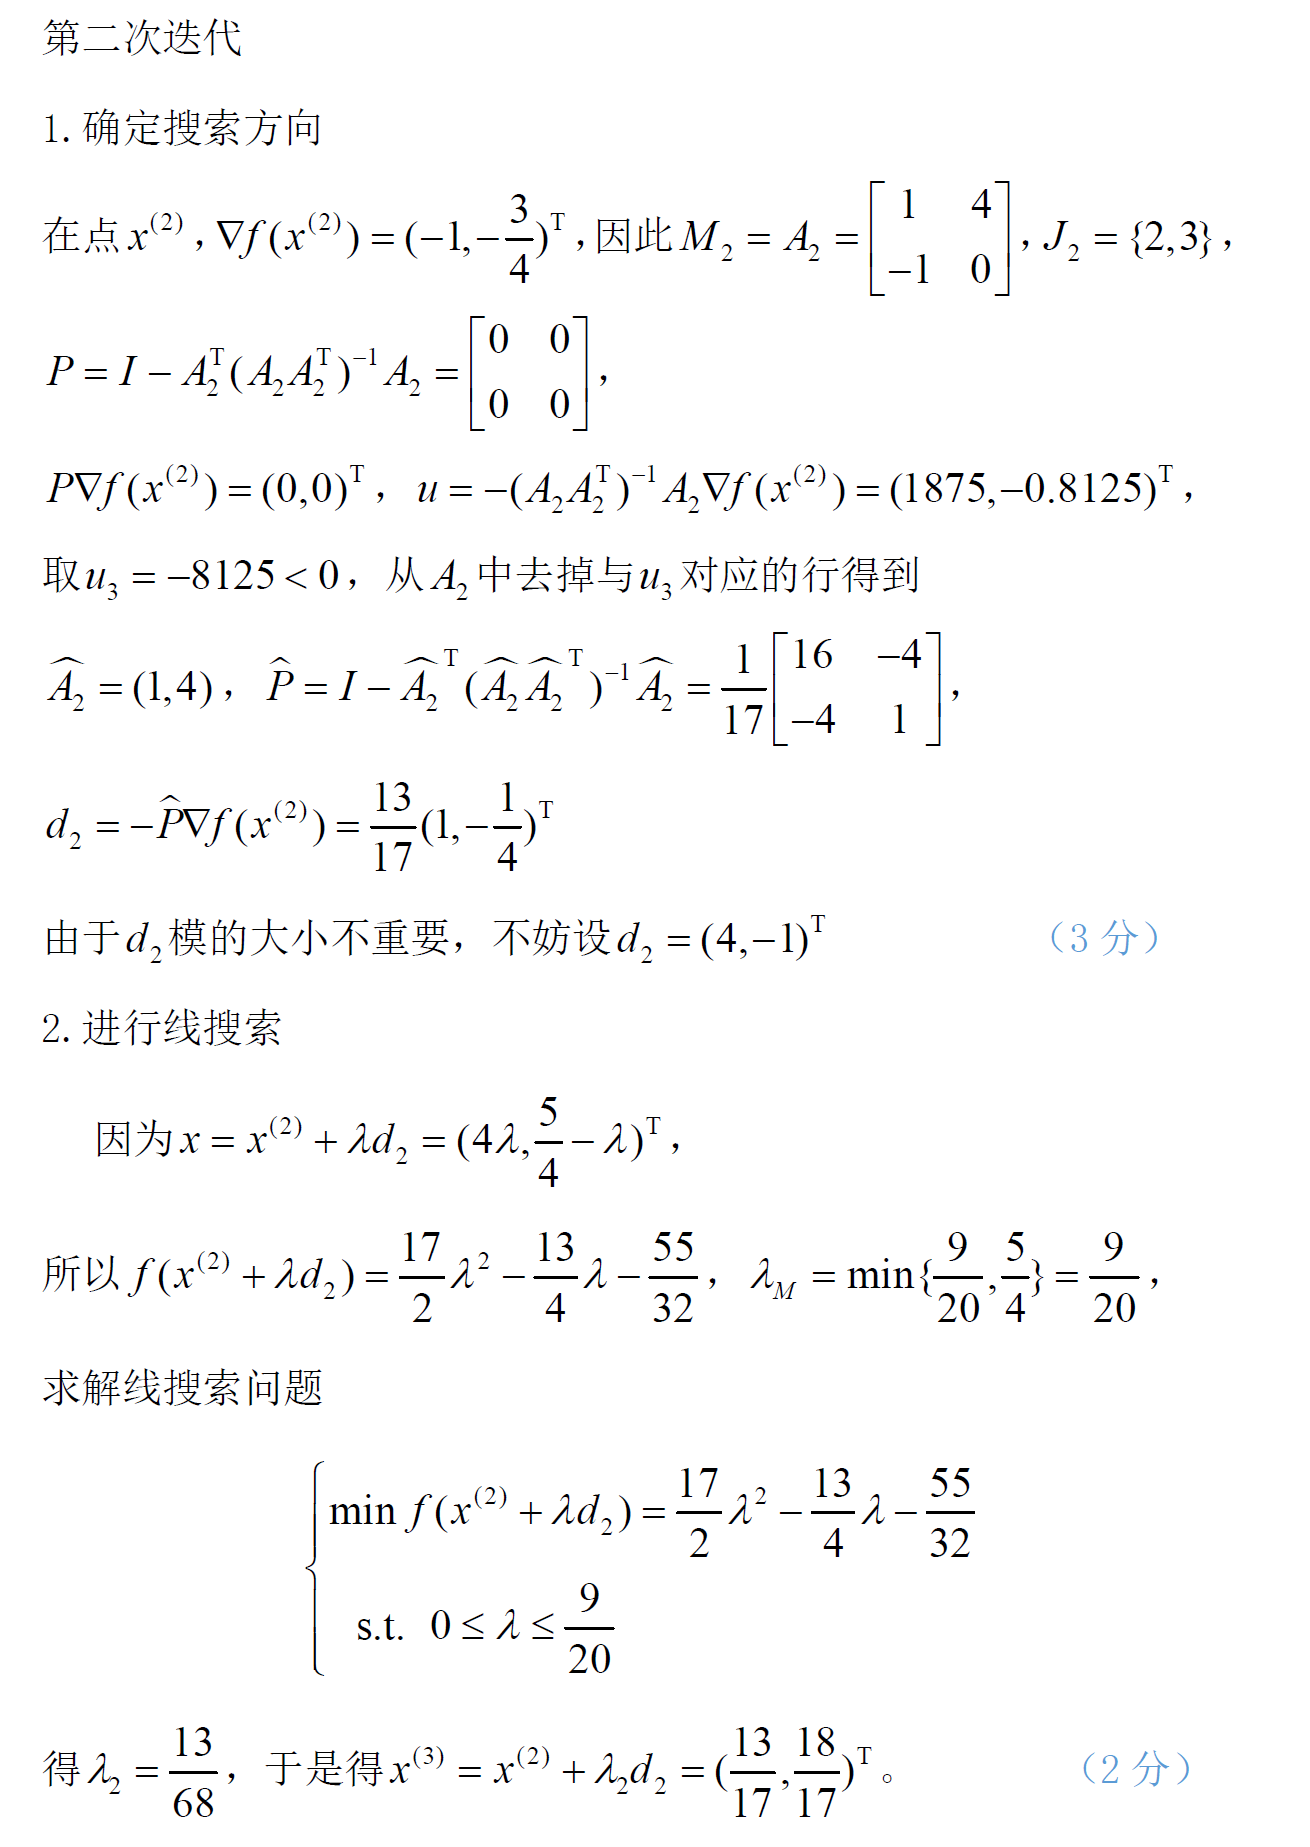 第二次迭代
1.确定搜索方向
在点 $x^{(2)}$，$\nabla f(x^{(2)}) = (-1, -\frac{3}{4})^{\mathrm{T}}$，因此 $M_2 = A_2 = \begin{bmatrix} 1 & 4 \\ -1 & 0 \end{bmatrix}$，$J_2 = \{2,3\}$，
$P = I - A_2^{\mathrm{T}}(A_2 A_2^{\mathrm{T}})^{-1} A_2 = \begin{bmatrix} 0 & 0 \\ 0 & 0 \end{bmatrix}$，
$P\nabla f(x^{(2)}) = (0,0)^{\mathrm{T}}$，$u = -(A_2 A_2^{\mathrm{T}})^{-1} A_2 \nabla f(x^{(2)}) = (1875, -0.8125)^{\mathrm{T}}$，
取 $u_3 = -8125 < 0$，从 $A_2$ 中去掉与 $u_3$ 对应的行得到
$\widehat{A_2} = (1,4)$，$\widehat{P} = I - \widehat{A_2}^{\mathrm{T}}(\widehat{A_2}\widehat{A_2}^{\mathrm{T}})^{-1}\widehat{A_2} = \frac{1}{17}\begin{bmatrix} 16 & -4 \\ -4 & 1 \end{bmatrix}$，
$d_2 = -\widehat{P}\nabla f(x^{(2)}) = \frac{13}{17}(1, -\frac{1}{4})^{\mathrm{T}}$
由于 $d_2$ 模的大小不重要，不妨设 $d_2 = (4,-1)^{\mathrm{T}}$ （3 分）
2.进行线搜索
因为 $x = x^{(2)} + \lambda d_2 = (4\lambda, \frac{5}{4} - \lambda)^{\mathrm{T}}$，
所以 $f(x^{(2)} + \lambda d_2) = \frac{17}{2}\lambda^2 - \frac{13}{4}\lambda - \frac{55}{32}$，$\lambda_M = \min\{\frac{9}{20}, \frac{5}{4}\} = \frac{9}{20}$，
求解线搜索问题
$\begin{cases} \min f(x^{(2)} + \lambda d_2) = \frac{17}{2}\lambda^2 - \frac{13}{4}\lambda - \frac{55}{32} \\ \text{s.t. } 0 \le \lambda \le \frac{9}{20} \end{cases}$
得 $\lambda_2 = \frac{13}{68}$，于是得 $x^{(3)} = x^{(2)} + \lambda_2 d_2 = (\frac{13}{17}, \frac{18}{17})^{\mathrm{T}}$。 （2 分）